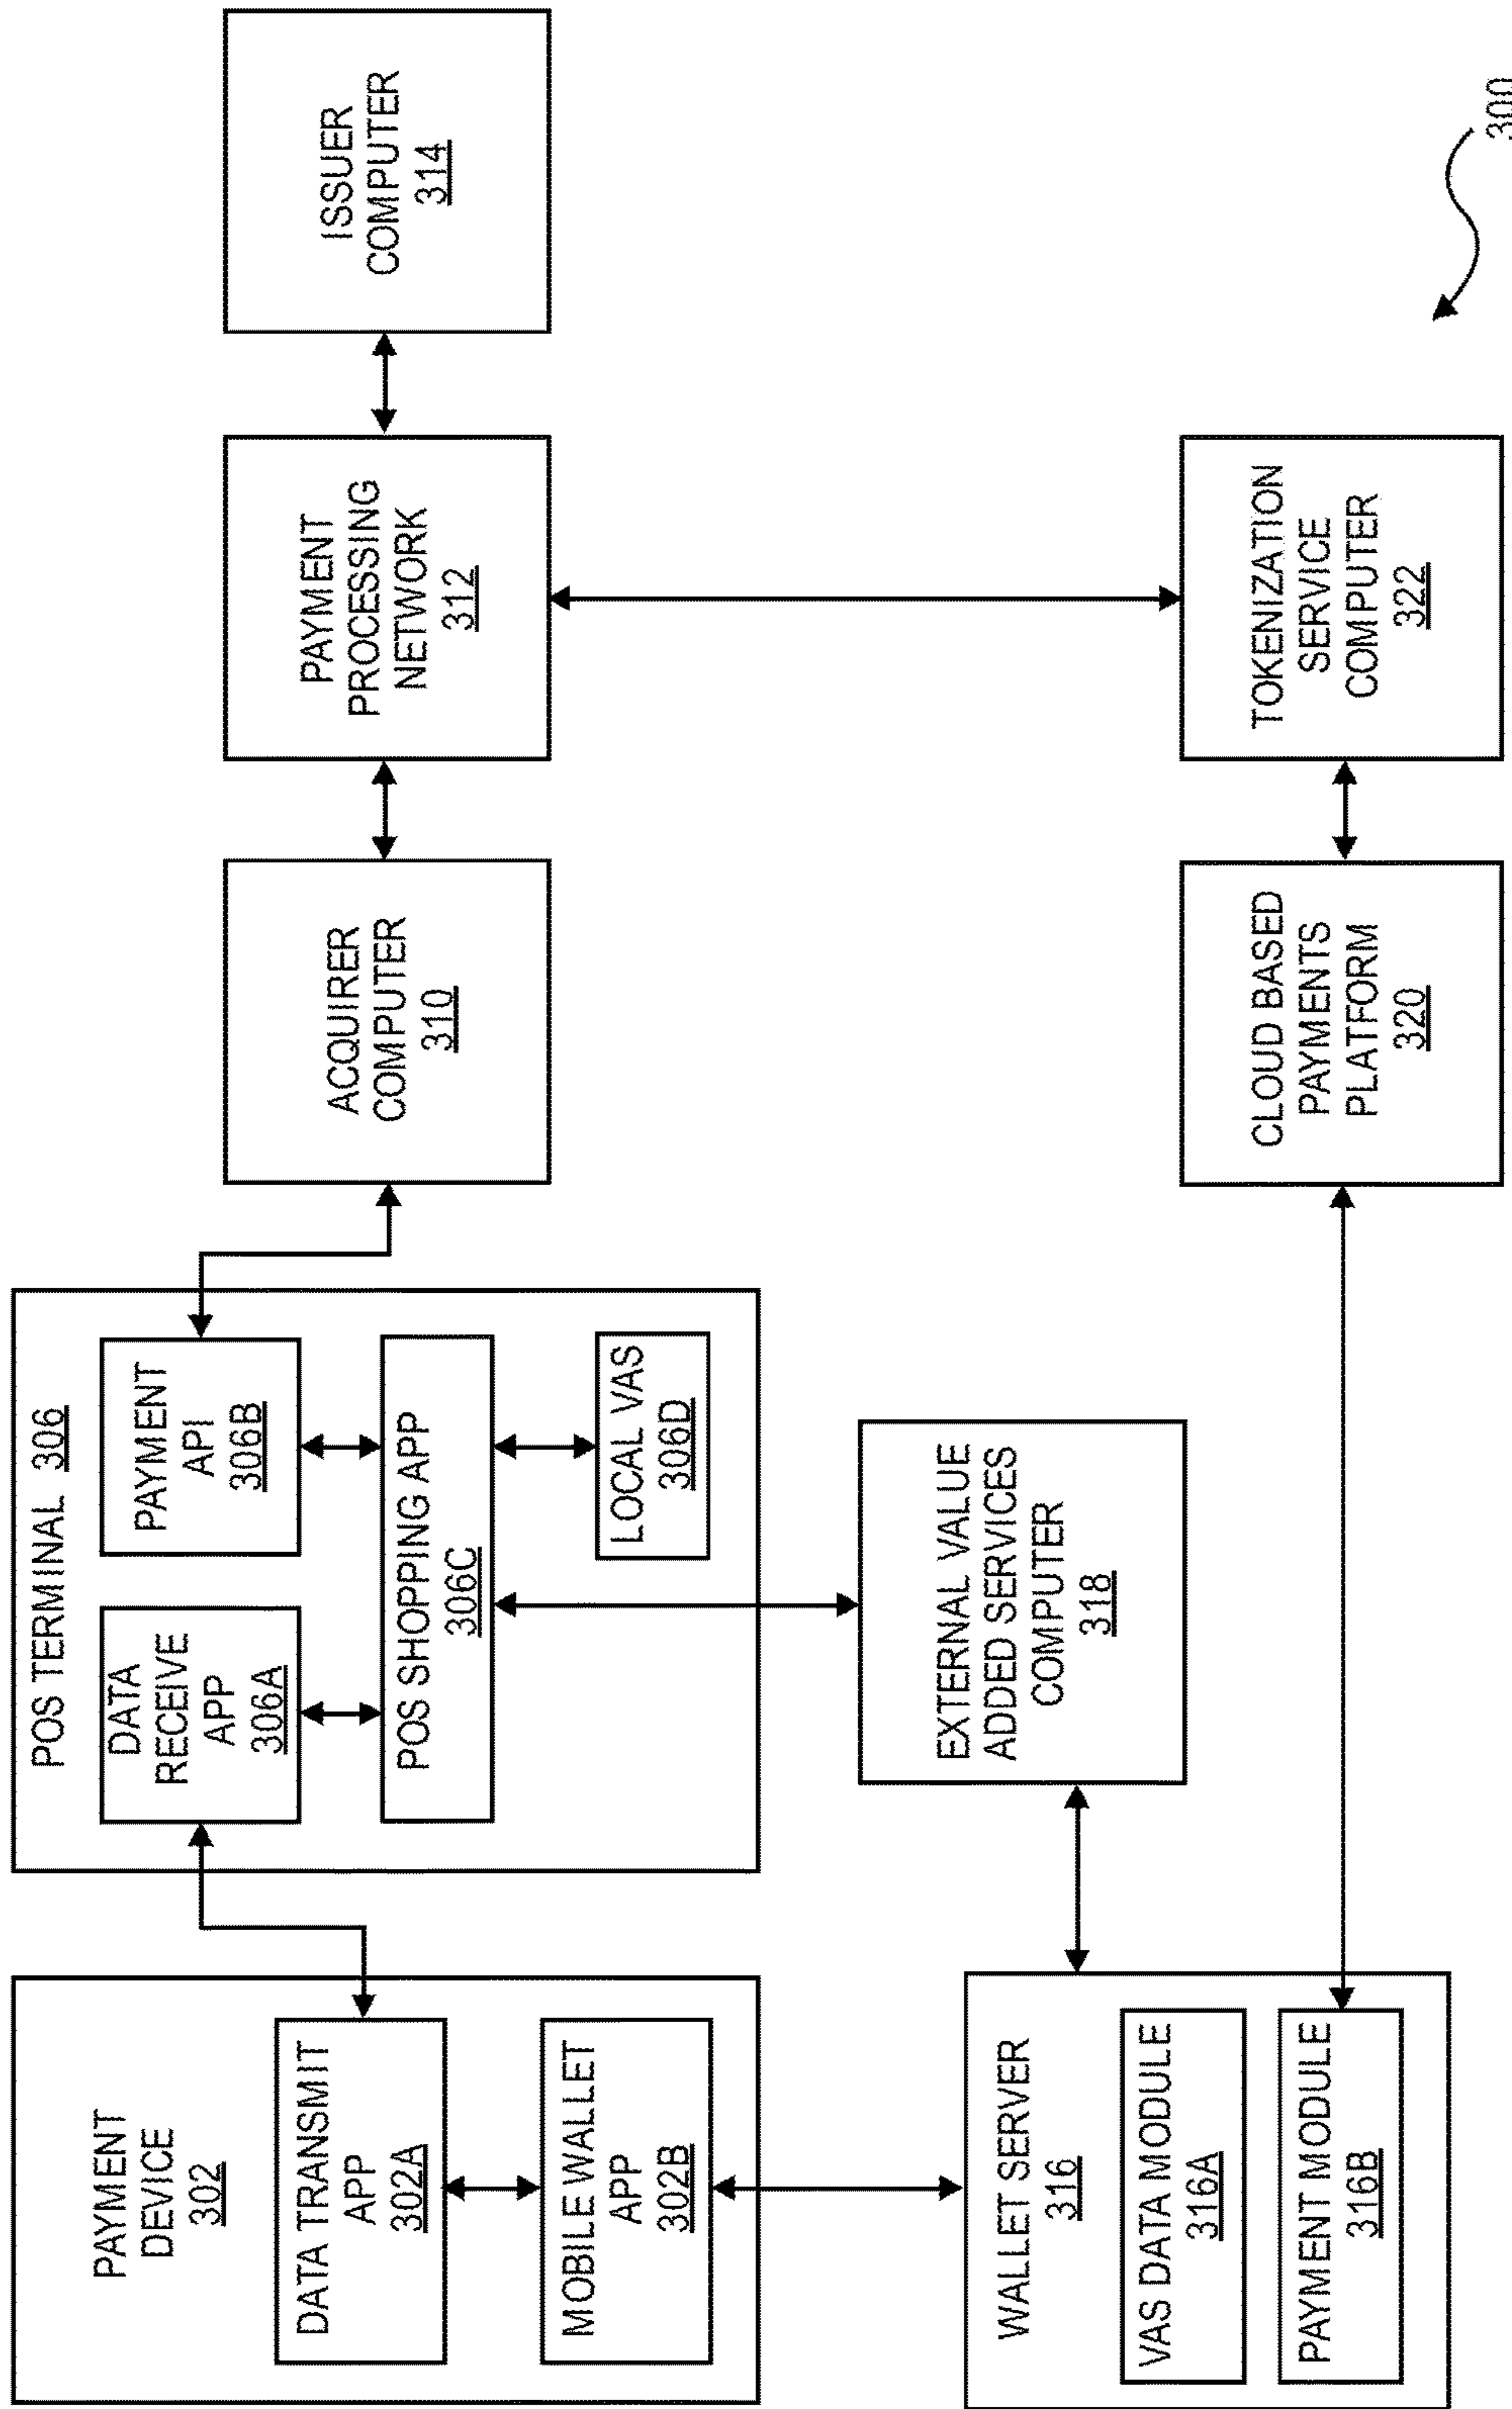 PAYMENT
DEVICE
302
DATA TRANSMIT
APP
302A
MOBILE WALLET
APP
302B
POS TERMINAL 306
DATA
RECEIVE
APP
306A
PAYMENT
API
306B
POS SHOPPING APP
306C
LOCAL VAS
306D
ACQUIRER
COMPUTER
310
PAYMENT
PROCESSING
NETWORK
312
ISSUER
COMPUTER
314
WALLET SERVER
316
VAS DATA MODULE
316A
PAYMENT MODULE
316B
EXTERNAL VALUE
ADDED SERVICES
COMPUTER
318
CLOUD BASED
PAYMENTS
PLATFORM
320
TOKENIZATION
SERVICE
COMPUTER
322
300